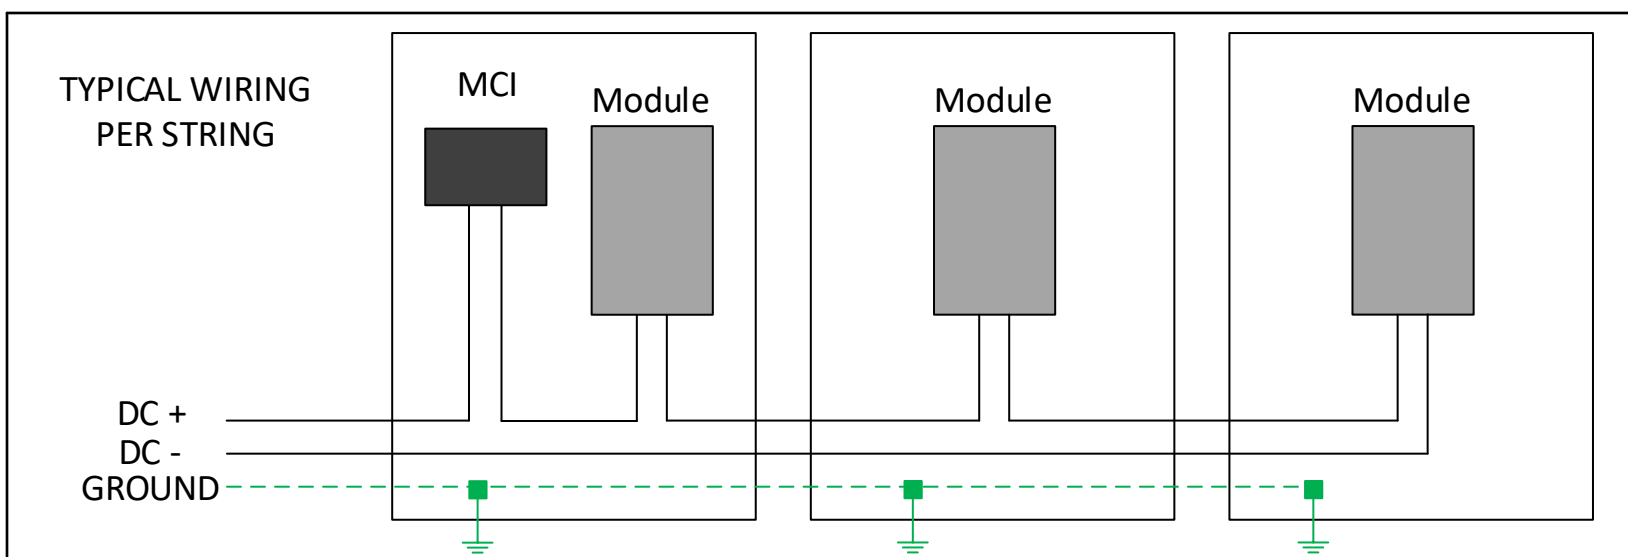 TYPICAL WIRING
PER STRING
MCI
Module
Module
Module
DC +
DC -
GROUND